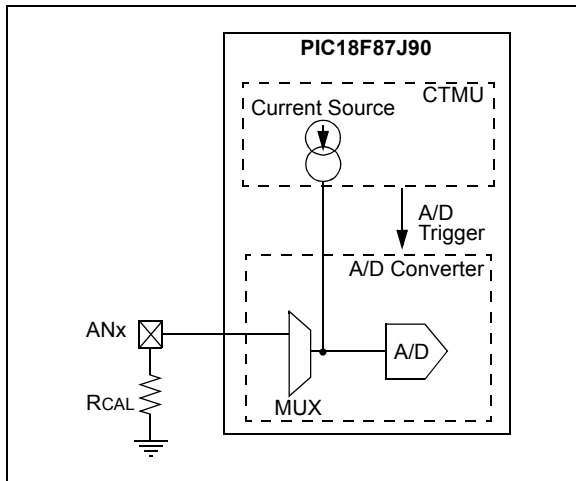 PIC18F87J90
CTMU
Current Source
A/D
Trigger
A/D Converter
ANx
A/D
RCAL
MUX